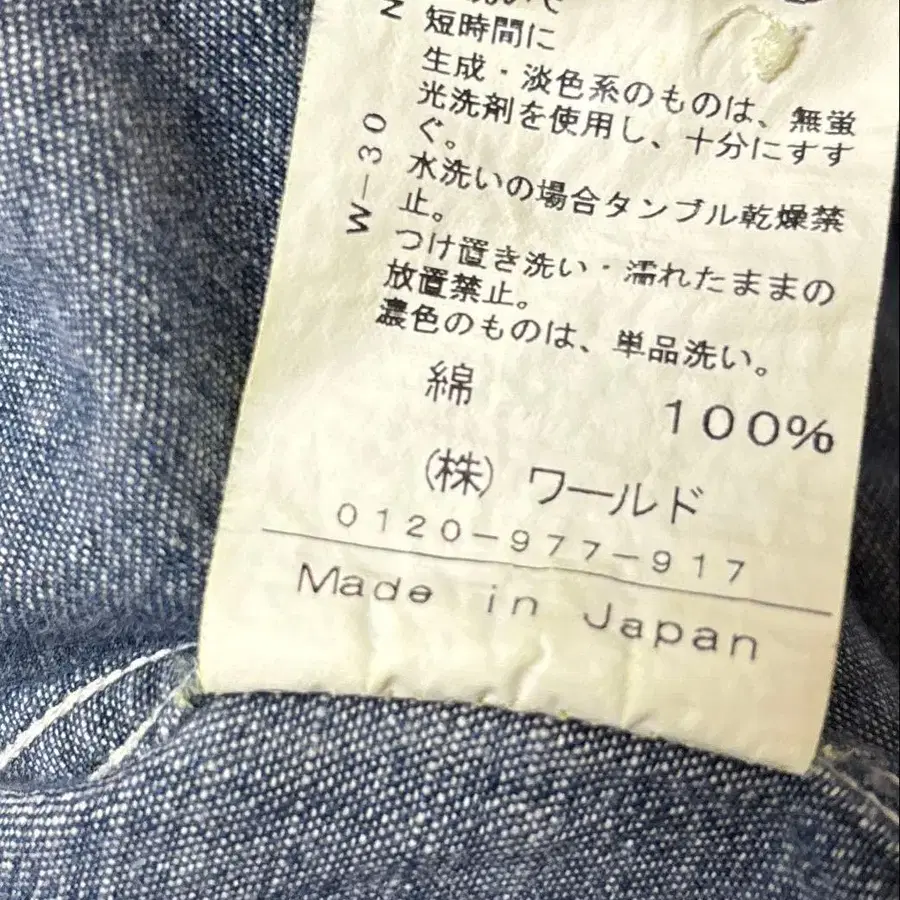 短時間に
生成・淡色系のものは、無蛍
光洗剤を使用し、十分にすす
ぐ。
水洗いの場合タンブル乾燥禁
止。
つけ置き洗い・濡れたままの
放置禁止。
濃色のものは、単品洗い。
綿 100%
(株) ワールド
0120-977-917
Made in Japan
W-30